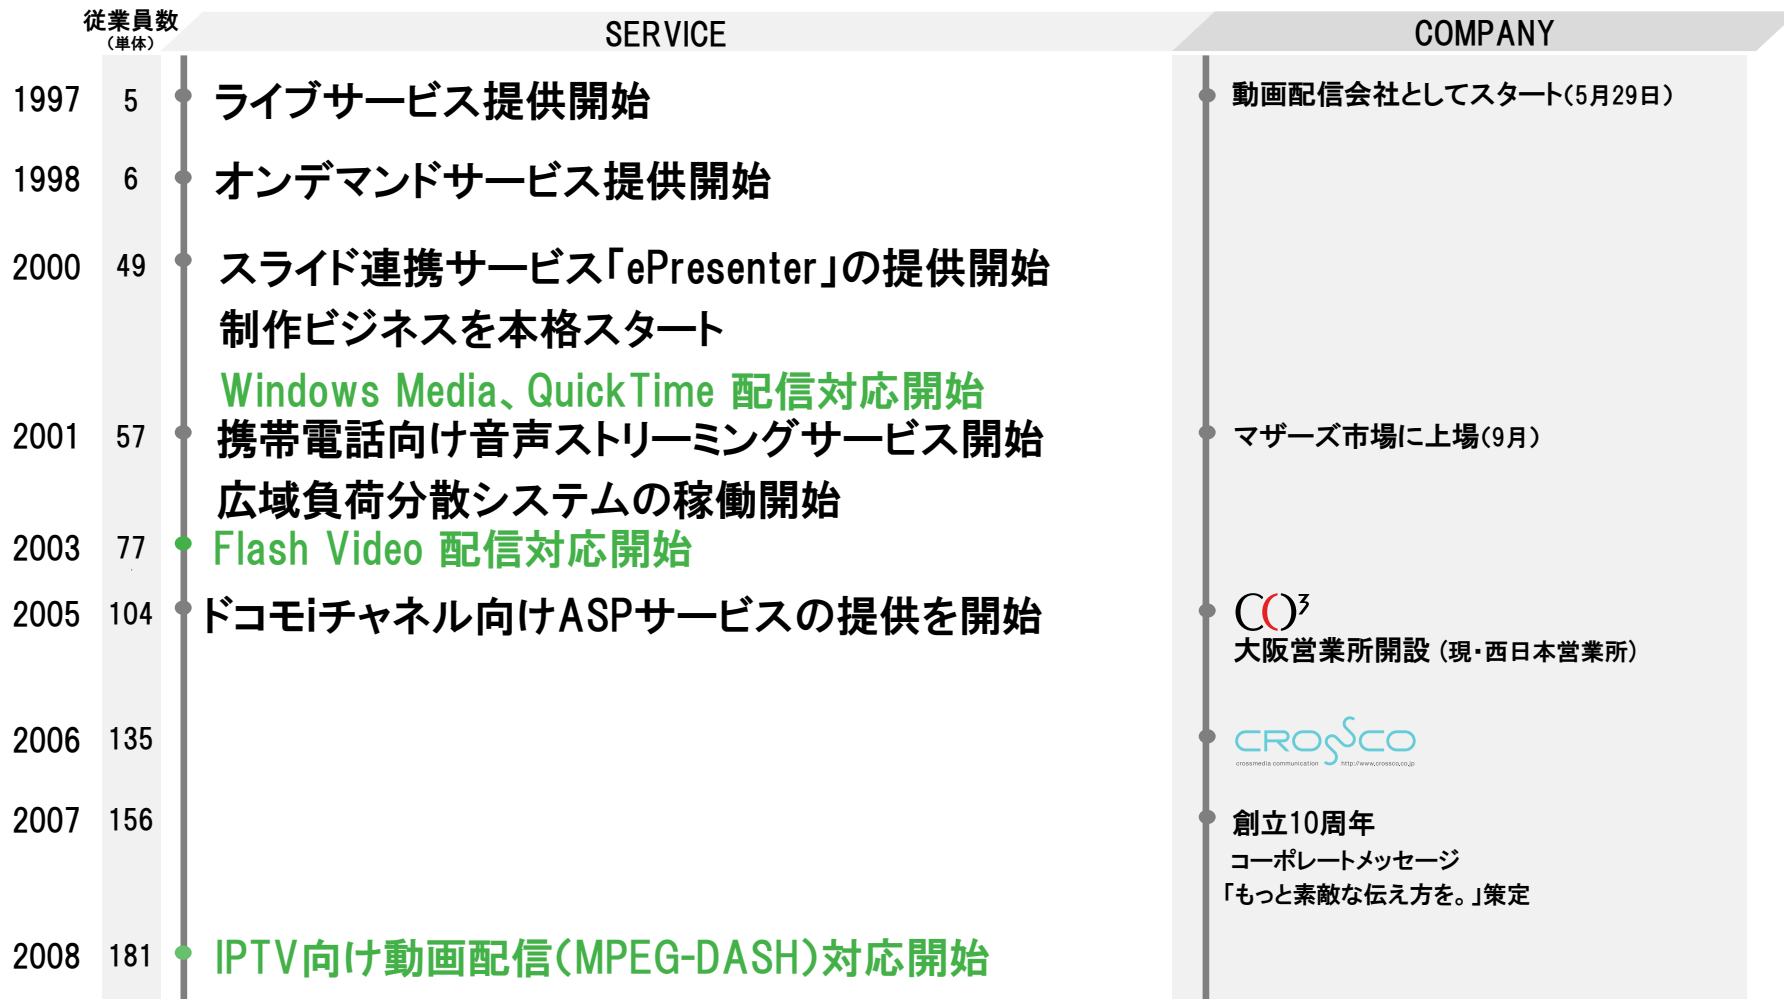 従業員数
（単体）
SERVICE
COMPANY
1997 5 ライブサービス提供開始 動画配信会社としてスタート（5月29日）
1998 6 オンデマンドサービス提供開始
2000 49 スライド連携サービス「ePresenter」の提供開始
制作ビジネスを本格スタート
Windows Media、QuickTime 配信対応開始
2001 57 携帯電話向け音声ストリーミングサービス開始 マザーズ市場に上場（9月）
広域負荷分散システムの稼働開始
2003 77 Flash Video 配信対応開始
2005 104 ドコモiチャネル向けASPサービスの提供を開始 CO3
大阪営業所開設（現・西日本営業所）
2006 135 CROSSCO
crossmedia communication http://www.crossco.co.jp
2007 156 創立10周年
コーポレートメッセージ
「もっと素敵な伝え方を。」策定
2008 181 IPTV向け動画配信（MPEG-DASH）対応開始